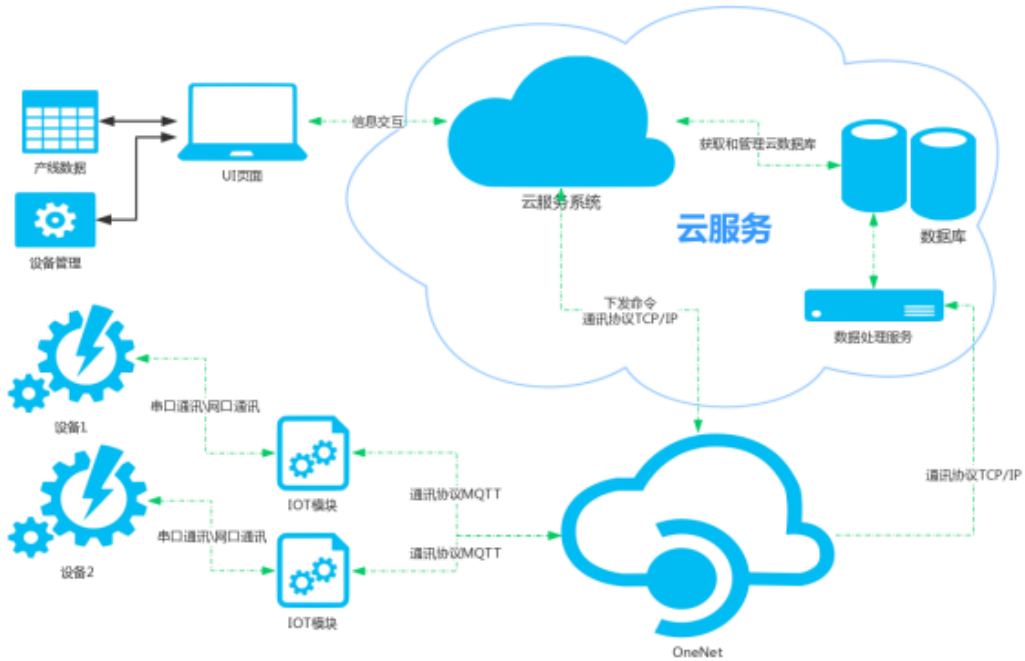 产线数据
UI页面
信息交互
云服务系统
获取和管理云数据库
数据库
云服务
设备管理
下发命令
通讯协议TCP/IP
数据处理服务
设备1
串口通讯\网口通讯
IOT模块
通讯协议MQTT
通讯协议TCP/IP
设备2
串口通讯\网口通讯
通讯协议MQTT
IOT模块
OneNet